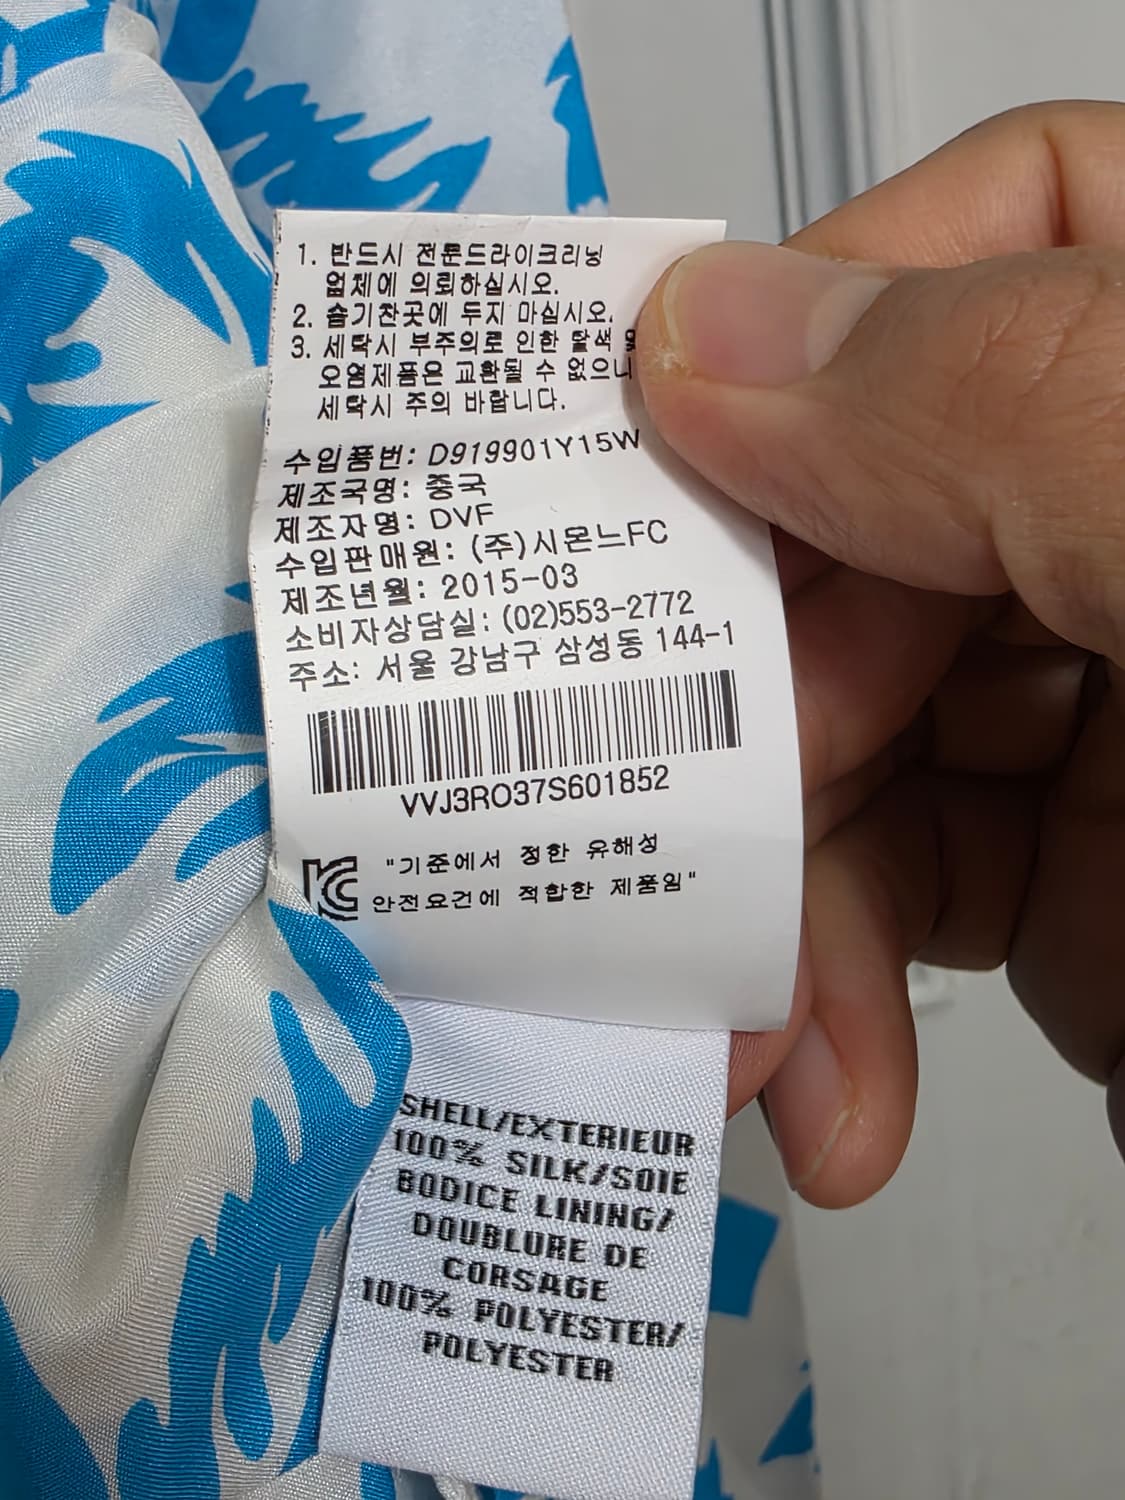 1. 반드시 전문드라이크리닝
업체에 의뢰하십시오.
2. 습기찬곳에 두지 마십시오.
3. 세탁시 부주의로 인한 탈색
오염제품은 교환될 수 없으니
세탁시 주의 바랍니다.
수입품번: D919901Y15W
제조국명: 중국
제조자명: DVF
수입판매원: (주)시몬느FC
제조년월: 2015-03
소비자상담실: (02)553-2772
주소: 서울 강남구 삼성동 144-1
VVJ3RO37S601852
KC "기준에서 정한 유해성
안전요건에 적합한 제품임"
SHELL/EXTERIEUR
100% SILK/SOIE
BODICE LINING/
DOUBLURE DE
CORSAGE
100% POLYESTER/
POLYESTER